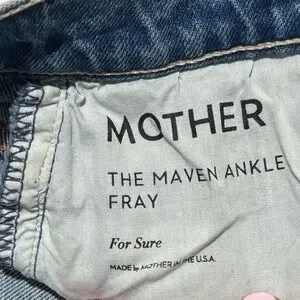 MOTHER
THE MAVEN ANKLE
FRAY
For Sure
MADE by MOTHER IN THE U.S.A.